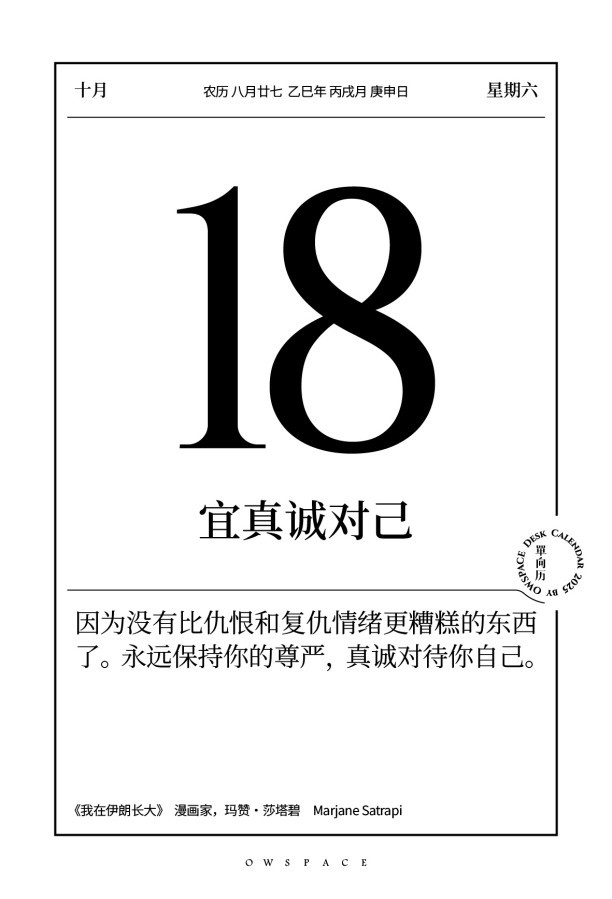 十月 农历 八月廿七 乙巳年 丙戌月 庚申日 星期六
18
宜真诚对己
DESK CALENDAR 2025 BY OWSPACE
單向历
因为没有比仇恨和复仇情绪更糟糕的东西
了。永远保持你的尊严，真诚对待你自己。
《我在伊朗长大》 漫画家，玛赞·莎塔碧 Marjane Satrapi
OWSPACE